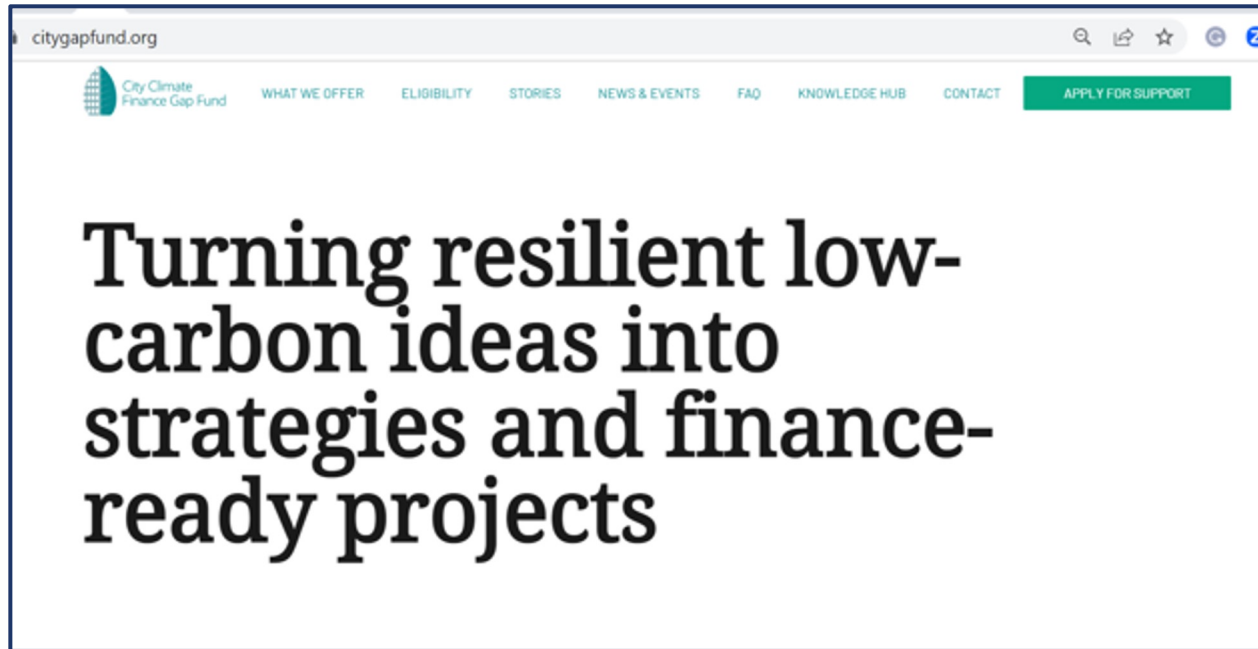 citygapfund.org
City Climate
Finance Gap Fund
WHAT WE OFFER
ELIGIBILITY
STORIES
NEWS & EVENTS
FAQ
KNOWLEDGE HUB
CONTACT
APPLY FOR SUPPORT
Turning resilient low-
carbon ideas into
strategies and finance-
ready projects